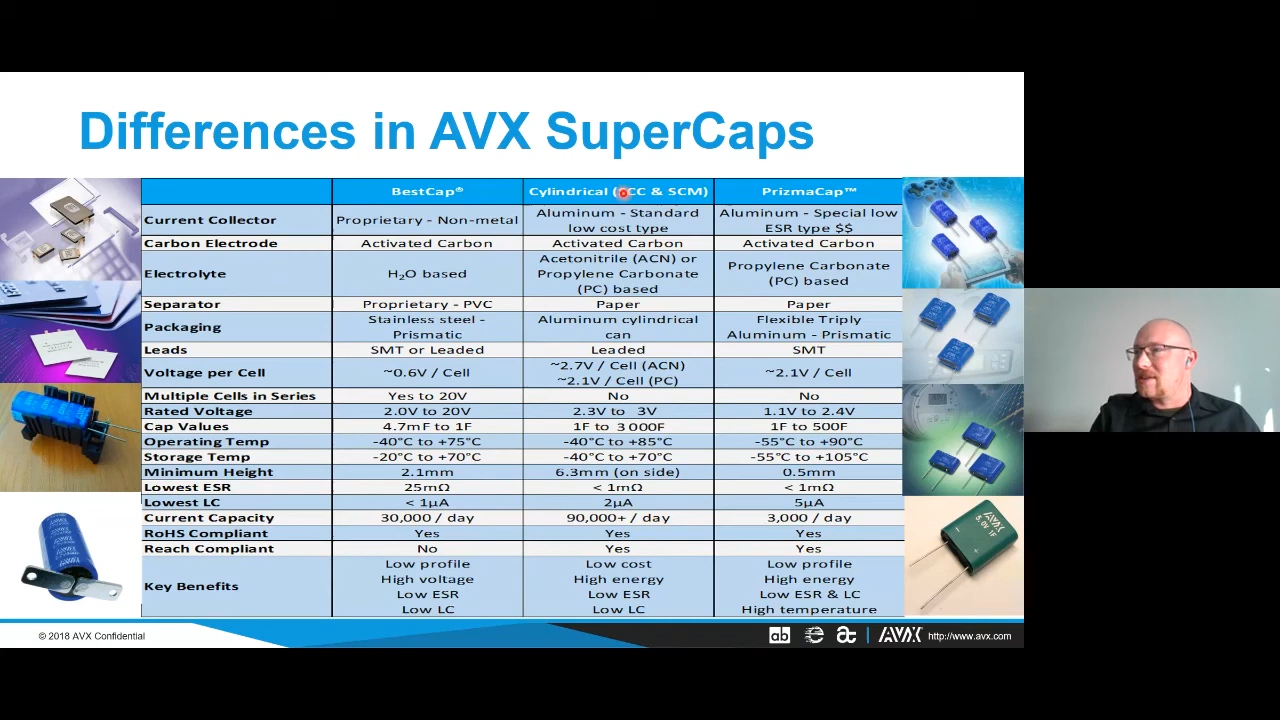 Differences in AVX SuperCaps
BestCap® Cylindrical (SCC & SCM) PrizmaCap™
Current Collector Proprietary - Non-metal Aluminum - Standard low cost type Aluminum - Special low ESR type $$
Carbon Electrode Activated Carbon Activated Carbon Activated Carbon
Electrolyte H₂O based Acetonitrile (ACN) or Propylene Carbonate (PC) based Propylene Carbonate (PC) based
Separator Proprietary - PVC Paper Paper
Packaging Stainless steel - Prismatic Aluminum cylindrical can Flexible Triply Aluminum - Prismatic
Leads SMT or Leaded Leaded SMT
Voltage per Cell ~0.6V / Cell ~2.7V / Cell (ACN) ~2.1V / Cell (PC) ~2.1V / Cell
Multiple Cells in Series Yes to 20V No No
Rated Voltage 2.0V to 20V 2.3V to 3V 1.1V to 2.4V
Cap Values 4.7mF to 1F 1F to 3000F 1F to 500F
Operating Temp -40°C to +75°C -40°C to +85°C -55°C to +90°C
Storage Temp -20°C to +70°C -40°C to +70°C -55°C to +105°C
Minimum Height 2.1mm 6.3mm (on side) 0.5mm
Lowest ESR 25mΩ < 1mΩ < 1mΩ
Lowest LC < 1µA 2µA 5µA
Current Capacity 30,000 / day 90,000+ / day 3,000 / day
RoHS Compliant Yes Yes Yes
Reach Compliant No Yes Yes
Key Benefits Low profile High voltage Low ESR Low LC Low cost High energy Low ESR Low LC Low profile High energy Low ESR & LC High temperature
AVX
5.0V 1F
© 2018 AVX Confidential
AVX http://www.avx.com